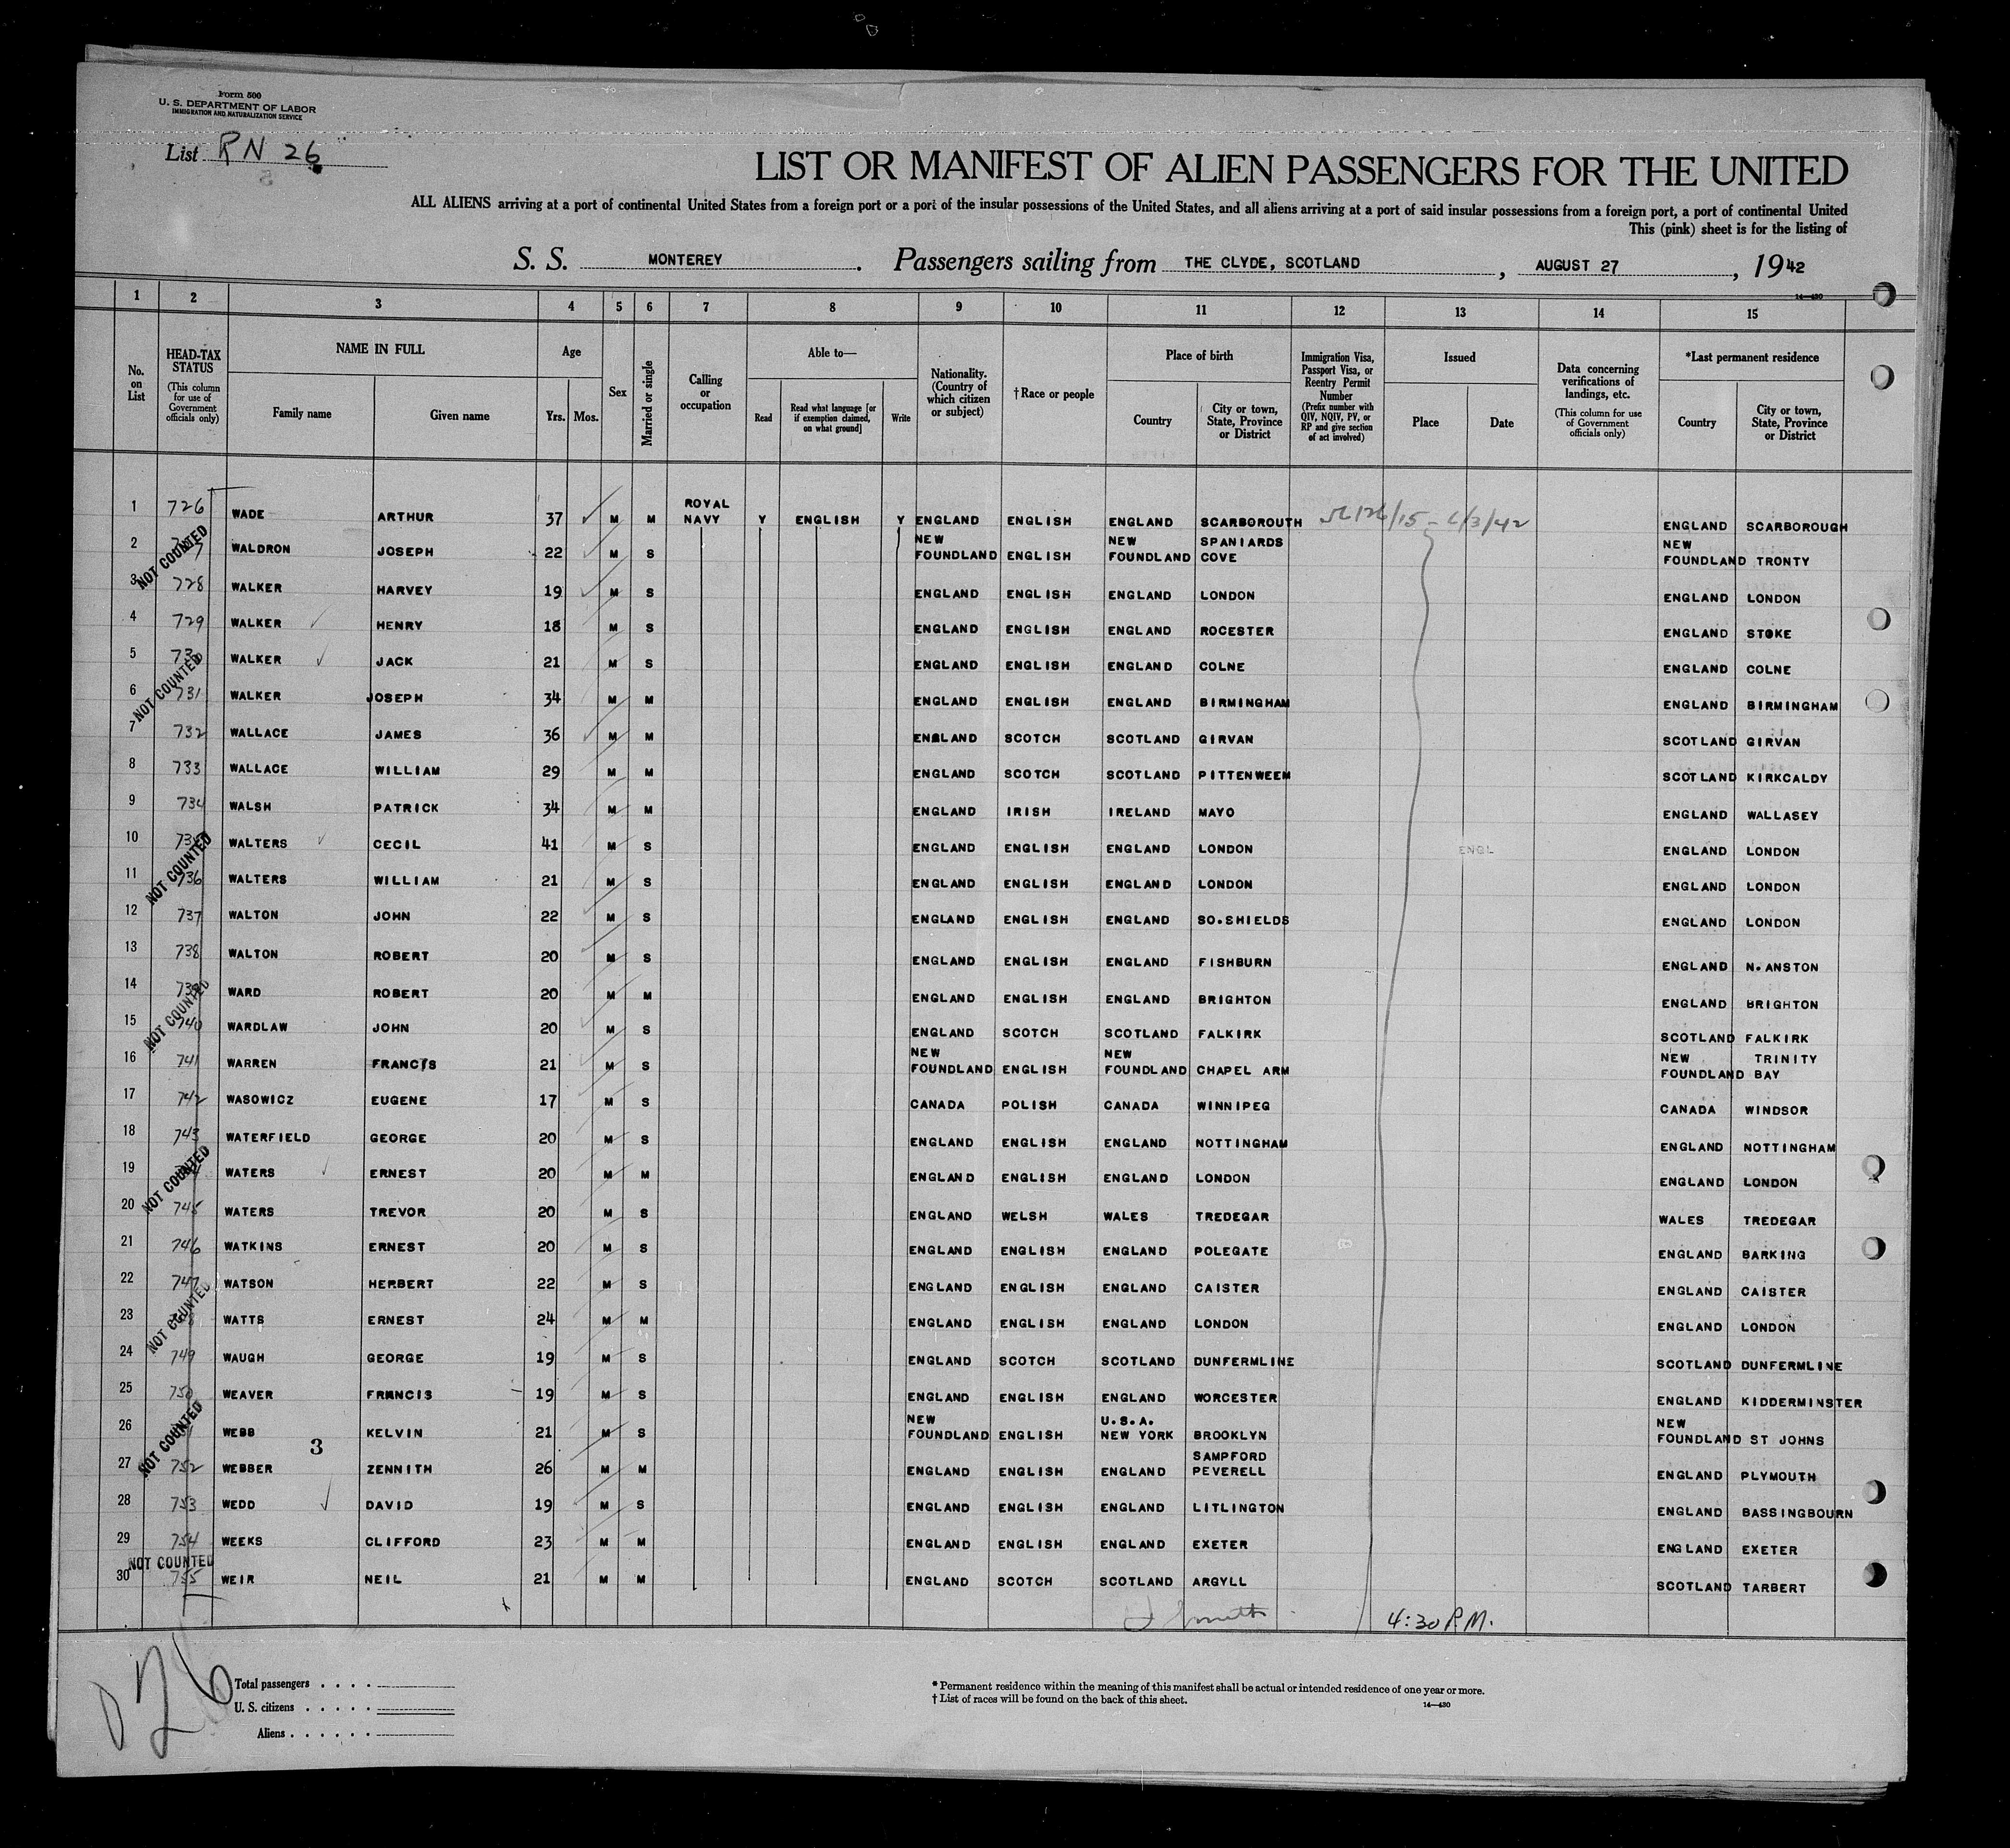 Form 500
U. S. DEPARTMENT OF LABOR
IMMIGRATION AND NATURALIZATION SERVICE
List RN 26
LIST OR MANIFEST OF ALIEN PASSENGERS FOR THE UNITED
ALL ALIENS arriving at a port of continental United States from a foreign port or a port of the insular possessions of the United States, and all aliens arriving at a port of said insular possessions from a foreign port, a port of continental United
This (pink) sheet is for the listing of
S. S. MONTEREY. Passengers sailing from THE CLYDE, SCOTLAND, AUGUST 27, 1942
14—430
1 2 3 4 5 6 7 8 9 10 11 12 13 14 15
No. on List
HEAD-TAX STATUS (This column for use of Government officials only)
NAME IN FULL Family name Given name
Age Yrs. Mos.
Sex
Married or single
Calling or occupation
Able to— Read Read what language [or if exemption claimed, on what ground] Write
Nationality. (Country of which citizen or subject)
†Race or people
Place of birth Country City or town, State, Province or District
Immigration Visa, Passport Visa, or Reentry Permit Number (Prefix number with QIV, NQIV, PV, or RP and give section of act involved)
Issued Place Date
Data concerning verifications of landings, etc. (This column for use of Government officials only)
*Last permanent residence Country City or town, State, Province or District
1 726 WADE ARTHUR 37 M M ROYAL NAVY Y ENGLISH Y ENGLAND ENGLISH ENGLAND SCARBOROUTH ENGLAND SCARBOROUGH
2 NOT COUNTED WALDRON JOSEPH 22 M S NEW FOUNDLAND ENGLISH NEW FOUNDLAND SPANIARDS COVE NEW FOUNDLAND TRONTY
3 728 WALKER HARVEY 19 M S ENGLAND ENGLISH ENGLAND LONDON ENGLAND LONDON
4 729 WALKER HENRY 18 M S ENGLAND ENGLISH ENGLAND ROCESTER ENGLAND STOKE
5 730 WALKER JACK 21 M S ENGLAND ENGLISH ENGLAND COLNE ENGLAND COLNE
6 NOT COUNTED 731 WALKER JOSEPH 34 M M ENGLAND ENGLISH ENGLAND BIRMINGHAM ENGLAND BIRMINGHAM
7 732 WALLACE JAMES 36 M M ENGLAND SCOTCH SCOTLAND GIRVAN SCOTLAND GIRVAN
8 733 WALLACE WILLIAM 29 M M ENGLAND SCOTCH SCOTLAND PITTENWEEM SCOTLAND KIRKCALDY
9 734 WALSH PATRICK 34 M M ENGLAND IRISH IRELAND MAYO ENGLAND WALLASEY
10 735 WALTERS CECIL 41 M S ENGLAND ENGLISH ENGLAND LONDON ENGL ENGLAND LONDON
11 NOT COUNTED 736 WALTERS WILLIAM 21 M S ENGLAND ENGLISH ENGLAND LONDON ENGLAND LONDON
12 737 WALTON JOHN 22 M S ENGLAND ENGLISH ENGLAND SO.SHIELDS ENGLAND LONDON
13 738 WALTON ROBERT 20 M S ENGLAND ENGLISH ENGLAND FISHBURN ENGLAND N. ANSTON
14 739 WARD ROBERT 20 M M ENGLAND ENGLISH ENGLAND BRIGHTON ENGLAND BRIGHTON
15 NOT COUNTED 740 WARDLAW JOHN 20 M S ENGLAND SCOTCH SCOTLAND FALKIRK SCOTLAND FALKIRK
16 741 WARREN FRANCIS 21 M S NEW FOUNDLAND ENGLISH NEW FOUNDLAND CHAPEL ARM NEW FOUNDLAND TRINITY BAY
17 742 WASOWICZ EUGENE 17 M S CANADA POLISH CANADA WINNIPEG CANADA WINDSOR
18 743 WATERFIELD GEORGE 20 M S ENGLAND ENGLISH ENGLAND NOTTINGHAM ENGLAND NOTTINGHAM
19 NOT COUNTED WATERS ERNEST 20 M M ENGLAND ENGLISH ENGLAND LONDON ENGLAND LONDON
20 745 WATERS TREVOR 20 M S ENGLAND WELSH WALES TREDEGAR WALES TREDEGAR
21 746 WATKINS ERNEST 20 M S ENGLAND ENGLISH ENGLAND POLEGATE ENGLAND BARKING
22 747 WATSON HERBERT 22 M S ENGLAND ENGLISH ENGLAND CAISTER ENGLAND CAISTER
23 NOT COUNTED WATTS ERNEST 24 M M ENGLAND ENGLISH ENGLAND LONDON ENGLAND LONDON
24 749 WAUGH GEORGE 19 M S ENGLAND SCOTCH SCOTLAND DUNFERMLINE SCOTLAND DUNFERMLINE
25 750 WEAVER FRANCIS 19 M S ENGLAND ENGLISH ENGLAND WORCESTER ENGLAND KIDDERMINSTER
26 NOT COUNTED WEBB 3 KELVIN 21 M S NEW FOUNDLAND ENGLISH U.S.A. NEW YORK BROOKLYN NEW FOUNDLAND ST JOHNS
27 752 WEBBER ZENNITH 26 M M ENGLAND ENGLISH ENGLAND SAMPFORD PEVERELL ENGLAND PLYMOUTH
28 753 WEDD DAVID 19 M S ENGLAND ENGLISH ENGLAND LITLINGTON ENGLAND BASSINGBOURN
29 754 WEEKS CLIFFORD 23 M M ENGLAND ENGLISH ENGLAND EXETER ENGLAND EXETER
30 NOT COUNTED 755 WEIR NEIL 21 M M ENGLAND SCOTCH SCOTLAND ARGYLL SCOTLAND TARBERT
4:30 P.M.
026
Total passengers
U. S. citizens
Aliens
* Permanent residence within the meaning of this manifest shall be actual or intended residence of one year or more.
† List of races will be found on the back of this sheet.
14—430